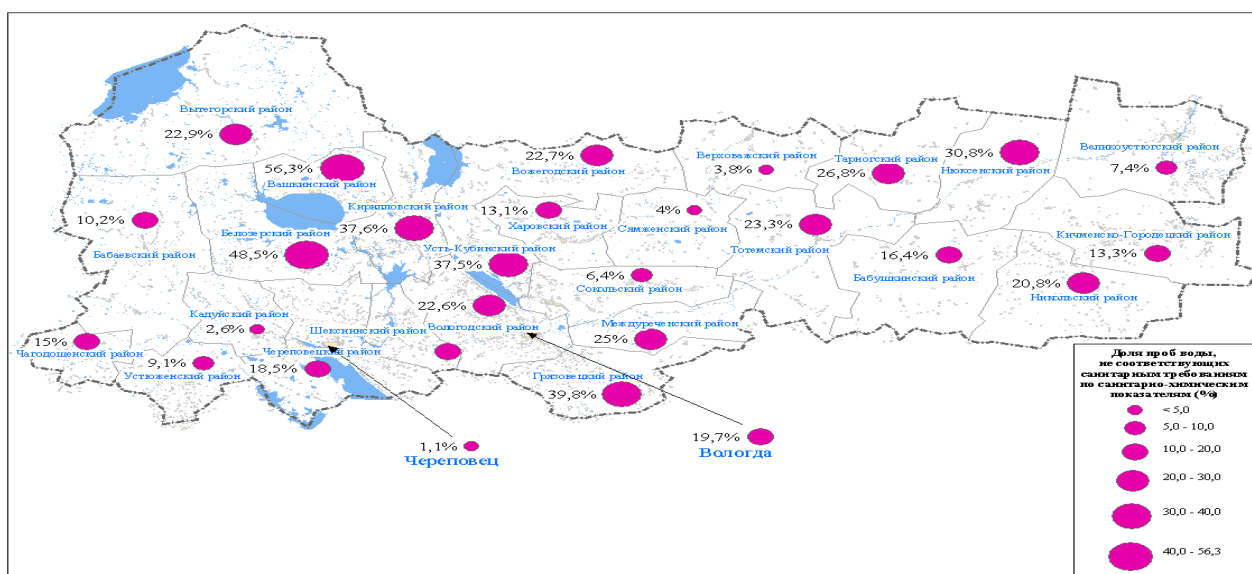 Вытегорский район
22,9%
56,3%
Вашкинский район
22,7%
Вожегодский район
Верховажский район
3,8%
Тарногский район
26,8%
30,8%
Нюксенский район
Великоустюгский район
7,4%
10,2%
Бабаевский район
Белозерский район
48,5%
Кирилловский район
37,6%
13,1%
Харовский район
4%
Сямженский район
23,3%
Тотемский район
Усть-Кубинский район
37,5%
6,4%
Сокольский район
16,4%
Бабушкинский район
Кичменско-Городецкий район
13,3%
20,8%
Никольский район
22,6%
Вологодский район
Кадуйский район
2,6%
Шекснинский район
Междуреченский район
25%
15%
Чагодощенский район
9,1%
Устюженский район
Череповецкий район
18,5%
Грязовецкий район
39,8%
1,1%
Череповец
19,7%
Вологда
Доля проб воды,
не соответствующих
санитарным требованиям
по санитарно-химическим
показателям (%)
< 5,0
5,0 - 10,0
10,0 - 20,0
20,0 - 30,0
30,0 - 40,0
40,0 - 56,3